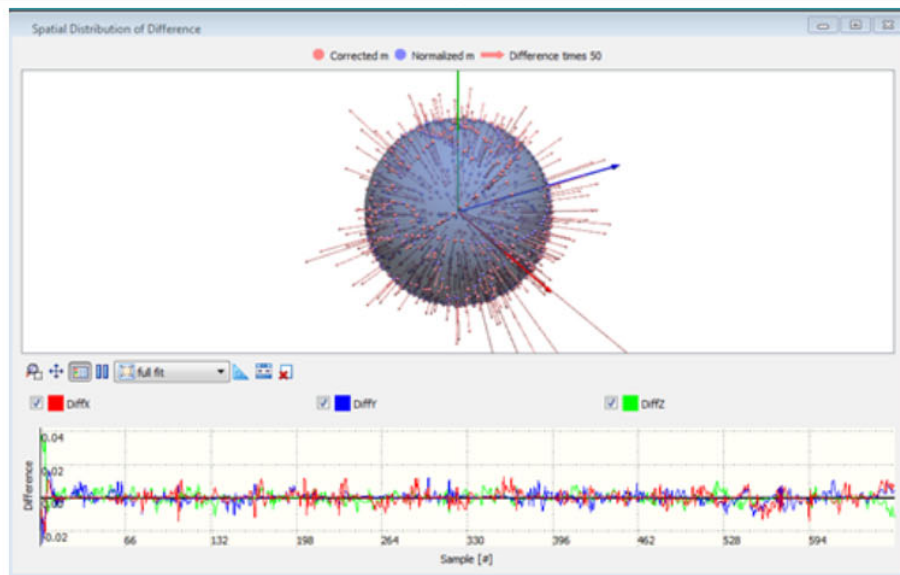 Spatial Distribution of Difference
Corrected m Normalized m Difference times 50
full fit
DiffX DiffY DiffZ
0.04
0.02
0.00
-0.02
Difference
66 132 198 264 330 396 462 528 594
Sample [#]